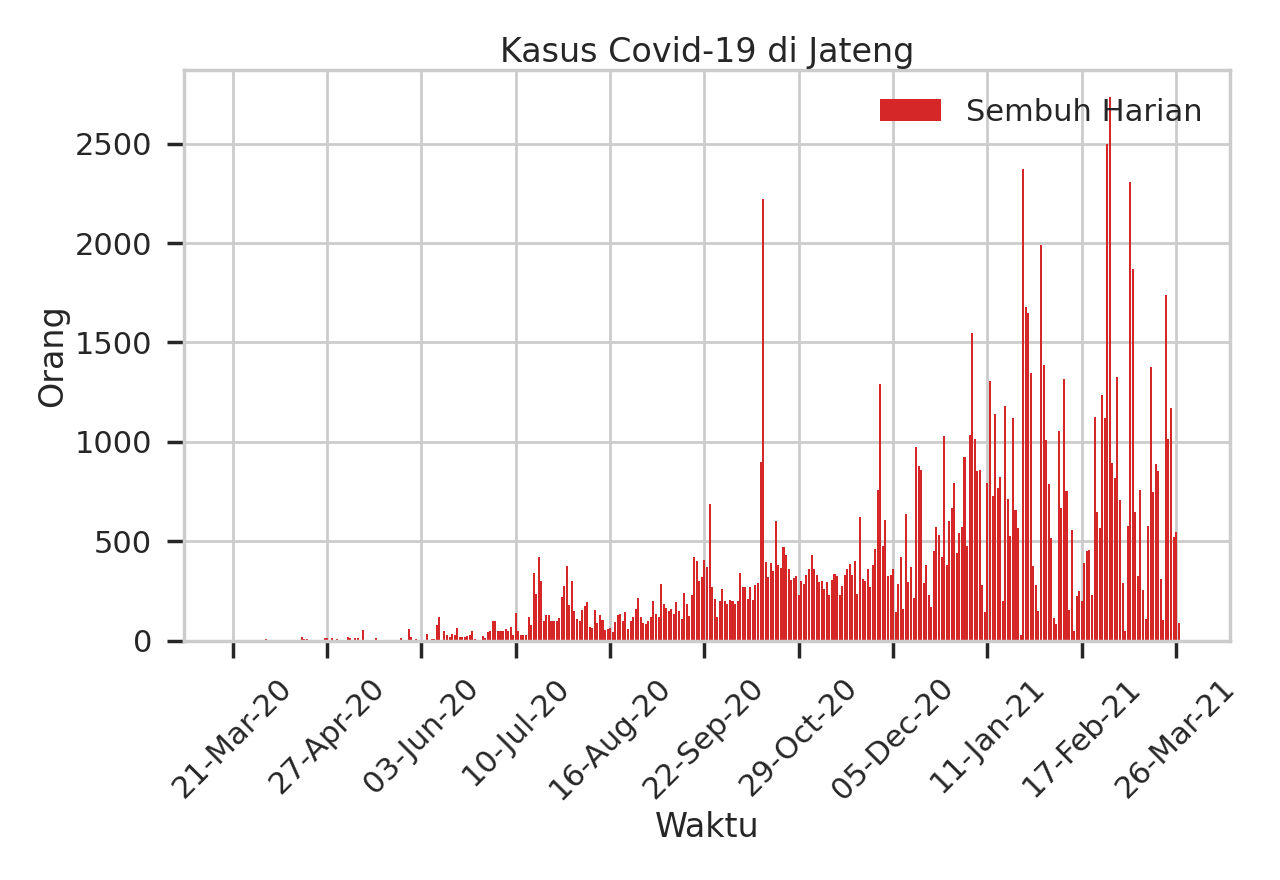 Kasus Covid-19 di Jateng
Sembuh Harian
Orang
2500
2000
1500
1000
500
0
21-Mar-20
27-Apr-20
03-Jun-20
10-Jul-20
16-Aug-20
22-Sep-20
29-Oct-20
05-Dec-20
11-Jan-21
17-Feb-21
26-Mar-21
Waktu